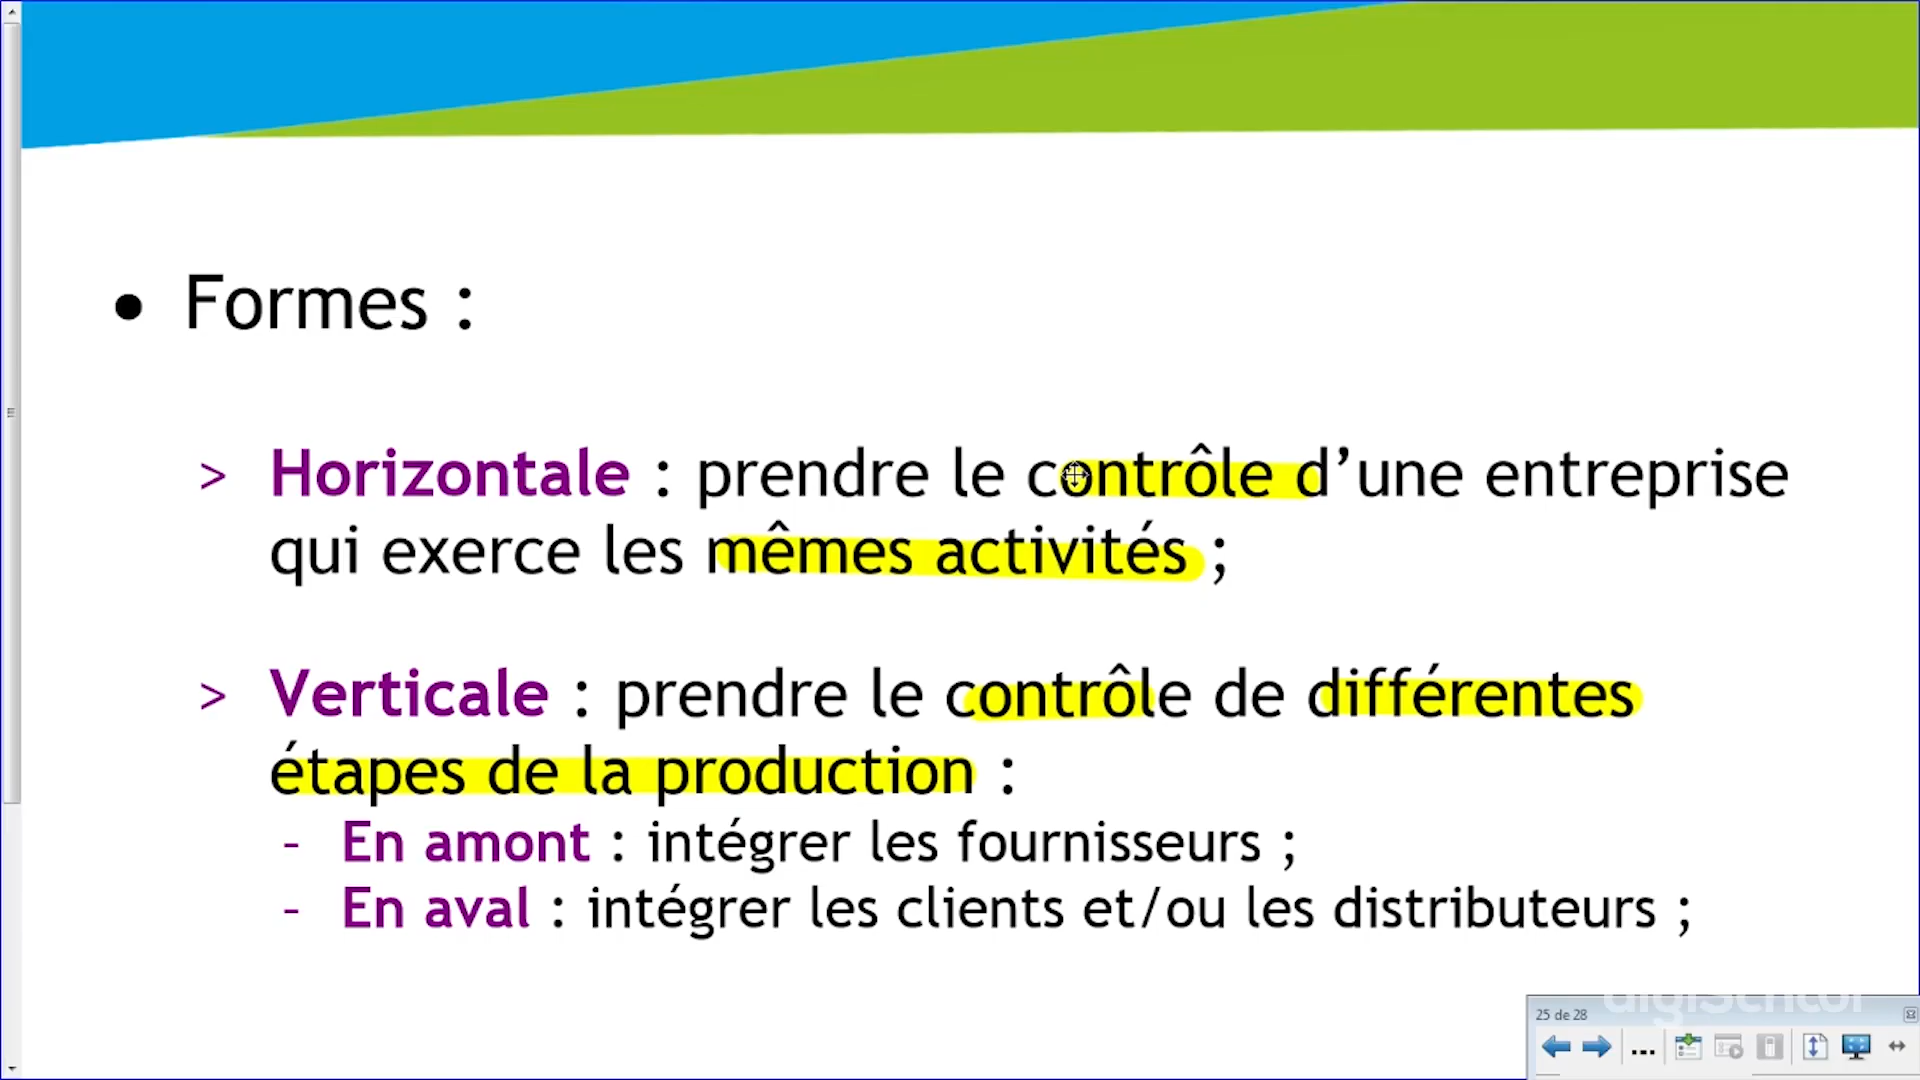 • Formes :
> Horizontale : prendre le contrôle d’une entreprise
qui exerce les mêmes activités ;
> Verticale : prendre le contrôle de différentes
étapes de la production :
- En amont : intégrer les fournisseurs ;
- En aval : intégrer les clients et/ou les distributeurs ;
25 de 28